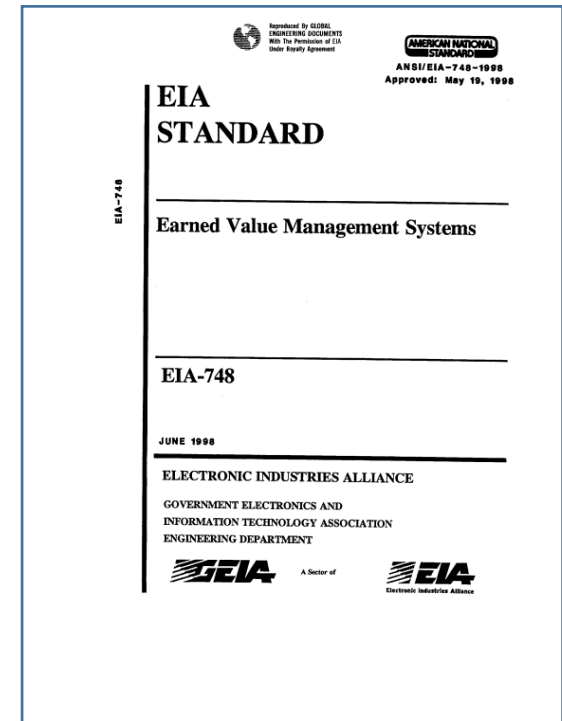 Reproduced By GLOBAL
ENGINEERING DOCUMENTS
With The Permission of EIA
Under Royalty Agreement
AMERICAN NATIONAL
STANDARD
ANSI/EIA-748-1998
Approved: May 19, 1998
EIA
STANDARD
EIA-748
Earned Value Management Systems
EIA-748
JUNE 1998
ELECTRONIC INDUSTRIES ALLIANCE
GOVERNMENT ELECTRONICS AND
INFORMATION TECHNOLOGY ASSOCIATION
ENGINEERING DEPARTMENT
GEIA
A Sector of
EIA
Electronic Industries Alliance